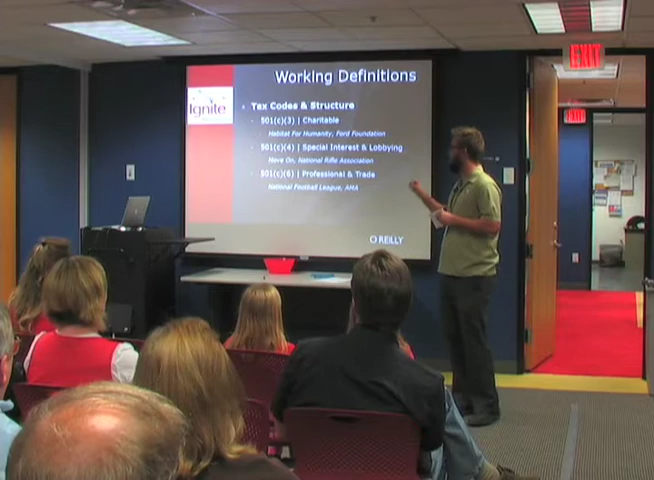 Working Definitions
Ignite
Tax Codes & Structure
501(c)(3) | Charitable
Habitat For Humanity, Ford Foundation
501(c)(4) | Special Interest & Lobbying
Move On, National Rifle Association
501(c)(6) | Professional & Trade
National Football League, AMA
O'REILLY
EXIT
EXIT